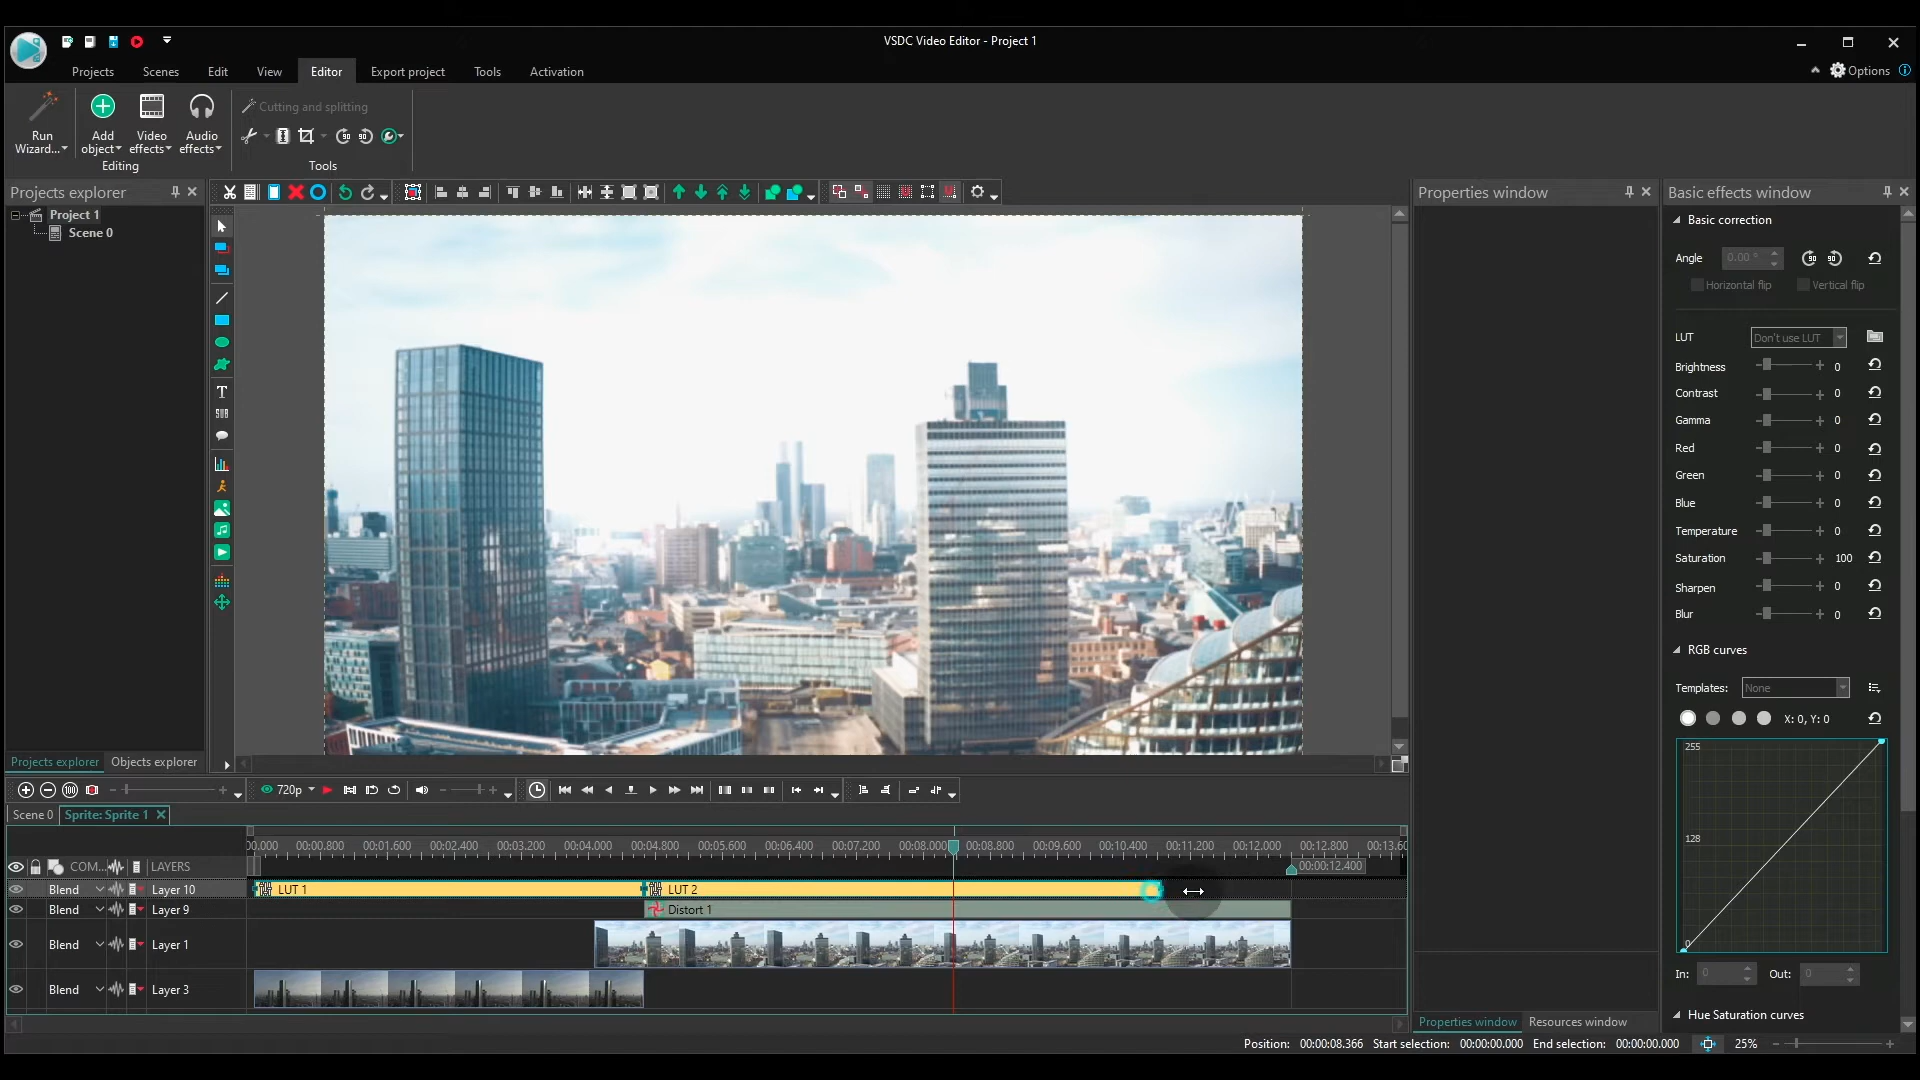 VSDC Video Editor - Project 1
Projects Scenes Edit View Editor Export project Tools Activation
Options
Run Wizard...
Add object
Video effects
Audio effects
Editing
Cutting and splitting
Tools
Projects explorer
Project 1
Scene 0
Projects explorer Objects explorer
Properties window
Properties window Resources window
Basic effects window
Basic correction
Angle 0.00 °
Horizontal flip Vertical flip
LUT Don't use LUT
Brightness 0
Contrast 0
Gamma 0
Red 0
Green 0
Blue 0
Temperature 0
Saturation 100
Sharpen 0
Blur 0
RGB curves
Templates: None
X: 0, Y: 0
255
128
0
In: 0 Out: 0
Hue Saturation curves
720p
Scene 0 Sprite: Sprite 1
00.000 00:00.800 00:01.600 00:02.400 00:03.200 00:04.000 00:04.800 00:05.600 00:06.400 00:07.200 00:08.000 00:08.800 00:09.600 00:10.400 00:11.200 00:12.000 00:12.800 00:13.60
COM... LAYERS
00:00:12.400
Blend Layer 10 LUT 1 LUT 2
Blend Layer 9 Distort 1
Blend Layer 1
Blend Layer 3
Position: 00:00:08.366 Start selection: 00:00:00.000 End selection: 00:00:00.000 25%